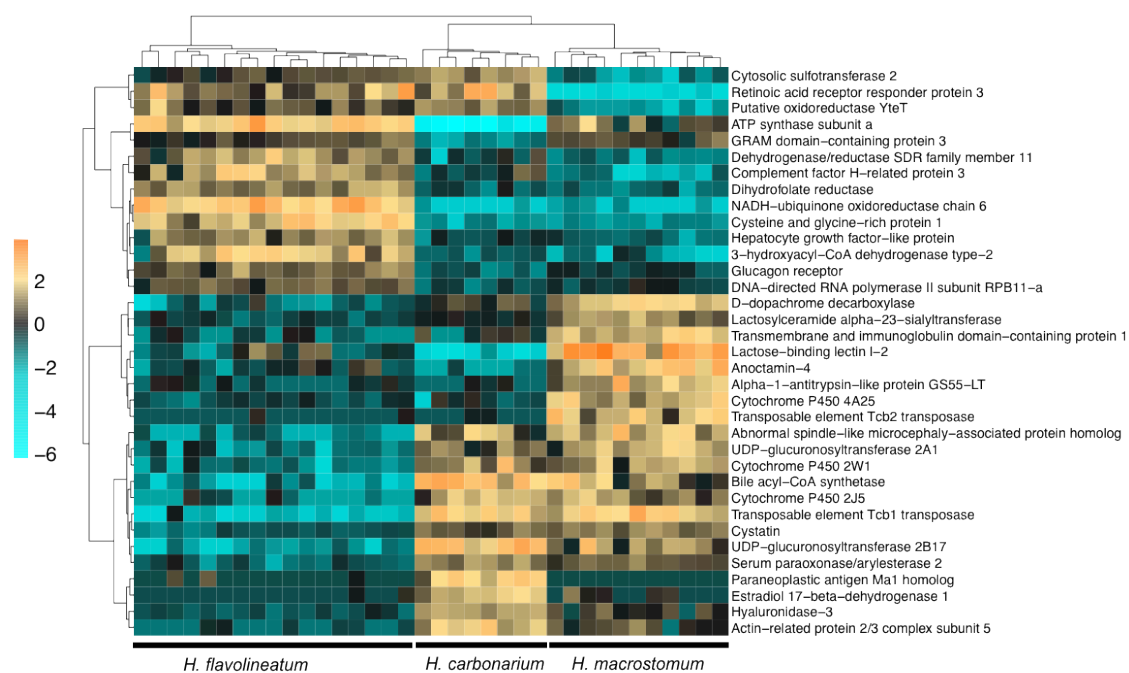 Cytosolic sulfotransferase 2
Retinoic acid receptor responder protein 3
Putative oxidoreductase YteT
ATP synthase subunit a
GRAM domain−containing protein 3
Dehydrogenase/reductase SDR family member 11
Complement factor H−related protein 3
Dihydrofolate reductase
NADH−ubiquinone oxidoreductase chain 6
Cysteine and glycine−rich protein 1
Hepatocyte growth factor−like protein
3−hydroxyacyl−CoA dehydrogenase type−2
Glucagon receptor
DNA−directed RNA polymerase II subunit RPB11−a
D−dopachrome decarboxylase
Lactosylceramide alpha−23−sialyltransferase
Transmembrane and immunoglobulin domain−containing protein 1
Lactose−binding lectin l−2
Anoctamin−4
Alpha−1−antitrypsin−like protein GS55−LT
Cytochrome P450 4A25
Transposable element Tcb2 transposase
Abnormal spindle−like microcephaly−associated protein homolog
UDP−glucuronosyltransferase 2A1
Cytochrome P450 2W1
Bile acyl−CoA synthetase
Cytochrome P450 2J5
Transposable element Tcb1 transposase
Cystatin
UDP−glucuronosyltransferase 2B17
Serum paraoxonase/arylesterase 2
Paraneoplastic antigen Ma1 homolog
Estradiol 17−beta−dehydrogenase 1
Hyaluronidase−3
Actin−related protein 2/3 complex subunit 5
2
0
−2
−4
−6
H. flavolineatum H. carbonarium H. macrostomum